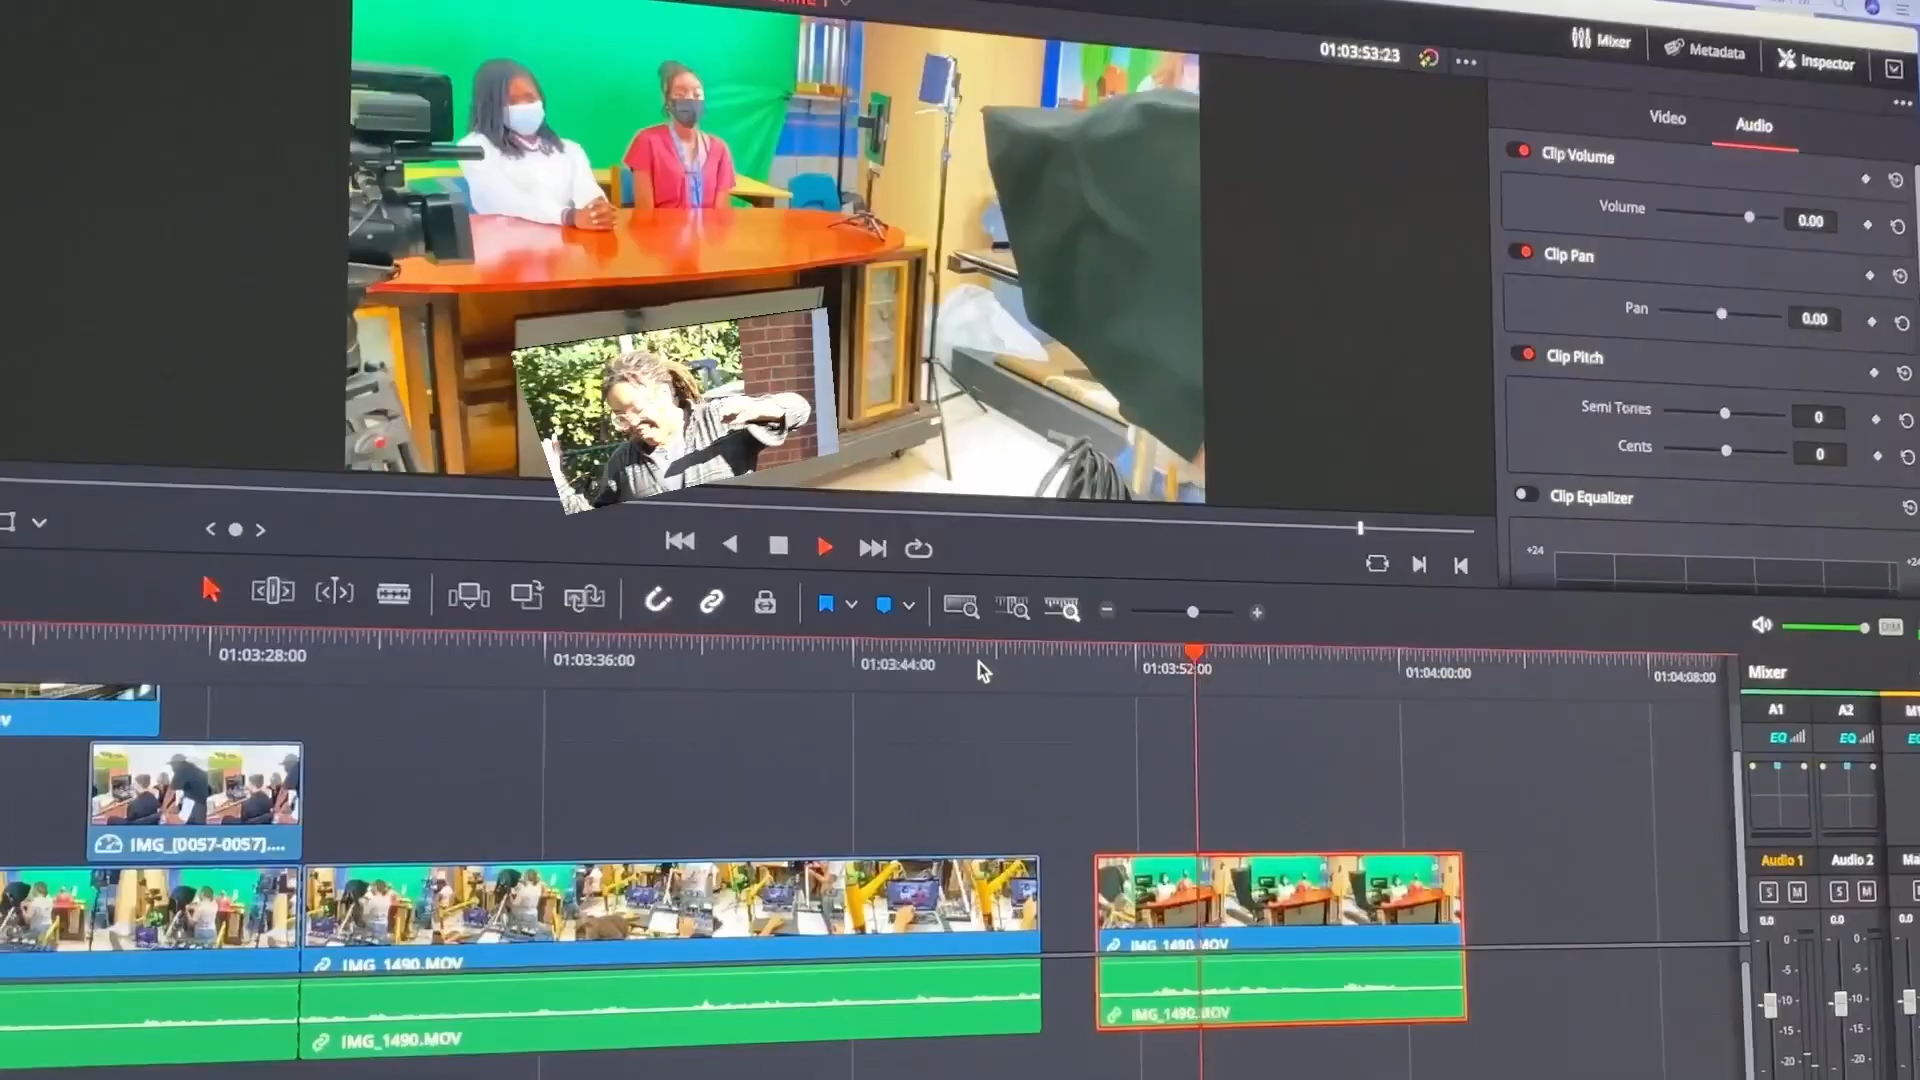 01:03:53:23
Mixer
Metadata
Inspector
Video
Audio
Clip Volume
Volume
0.00
Clip Pan
Pan
0.00
Clip Pitch
Semi Tones
0
Cents
0
Clip Equalizer
+24
DIM
01:03:28:00
01:03:36:00
01:03:44:00
01:03:52:00
01:04:00:00
01:04:08:00
Mixer
A1
A2
EQ
EQ
IMG_[0057-0057]....
Audio 1
Audio 2
S
M
S
M
0.0
0.0
0.0
0
0
-5
-5
-10
-10
-15
-15
-20
-20
IMG_1490.MOV
IMG_1490.MOV
IMG_1490.MOV
IMG_1490.MOV